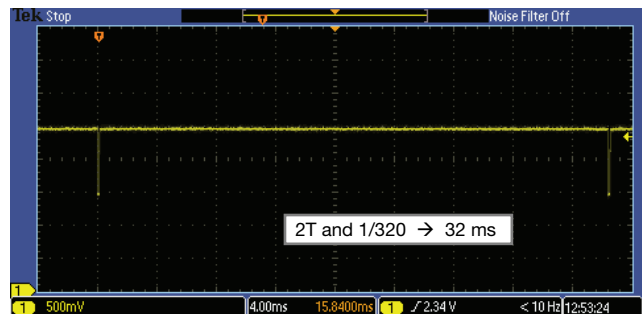 Tek Stop Noise Filter Off
T
T
2T and 1/320 → 32 ms
1
1 500mV 4.00ms 15.8400ms 1 2.34 V < 10 Hz 12:53:24